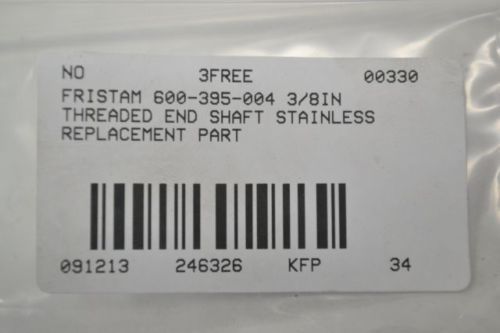 NO 3FREE 00330
FRISTAM 600-395-004 3/8IN
THREADED END SHAFT STAINLESS
REPLACEMENT PART
091213 246326 KFP 34